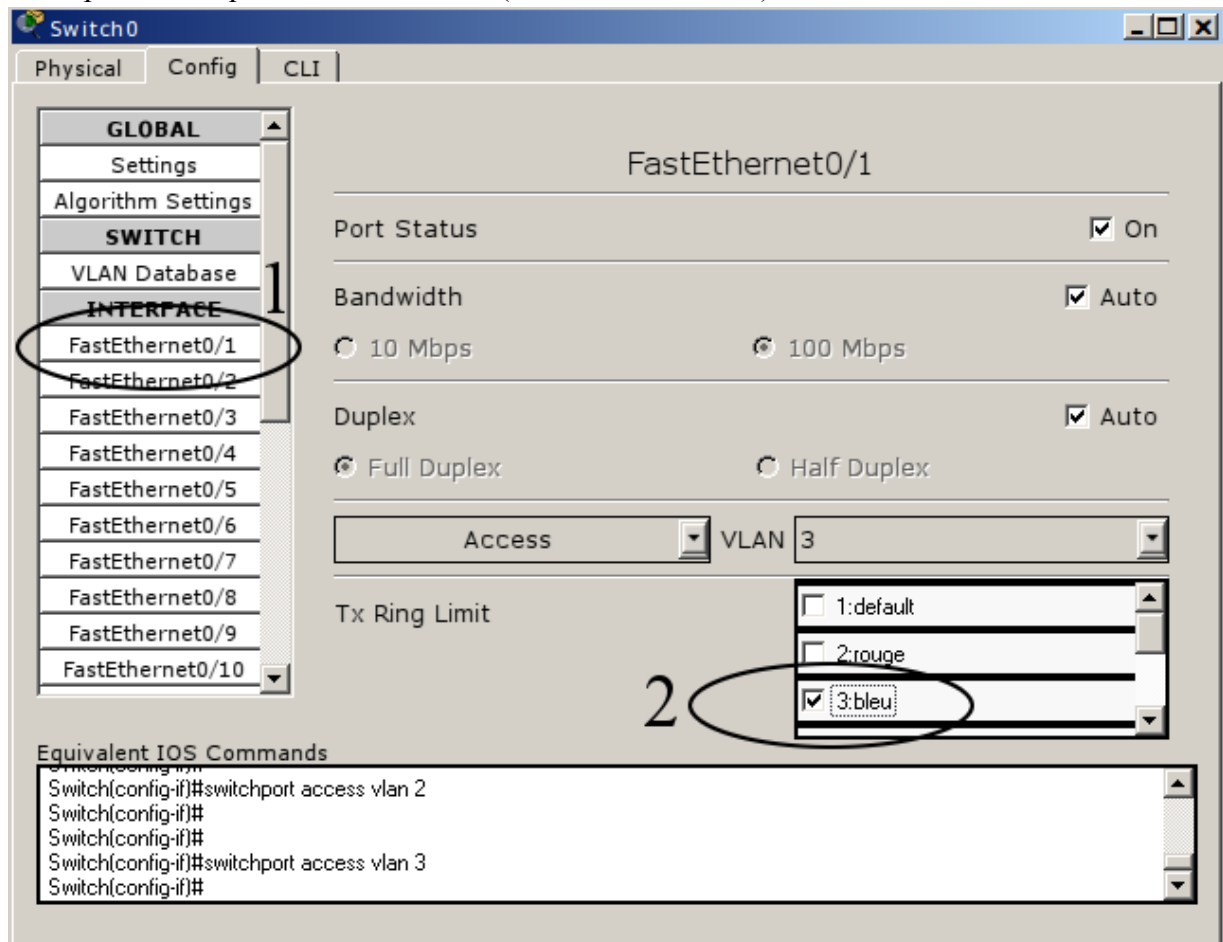 Switch0
Physical Config CLI
GLOBAL
Settings
Algorithm Settings
SWITCH
VLAN Database
INTERFACE
FastEthernet0/1
FastEthernet0/2
FastEthernet0/3
FastEthernet0/4
FastEthernet0/5
FastEthernet0/6
FastEthernet0/7
FastEthernet0/8
FastEthernet0/9
FastEthernet0/10
1
FastEthernet0/1
Port Status On
Bandwidth Auto
10 Mbps 100 Mbps
Duplex Auto
Full Duplex Half Duplex
Access VLAN 3
Tx Ring Limit
1:default
2:rouge
3:bleu
2
Equivalent IOS Commands
Switch(config-if)#
Switch(config-if)#switchport access vlan 2
Switch(config-if)#
Switch(config-if)#
Switch(config-if)#switchport access vlan 3
Switch(config-if)#